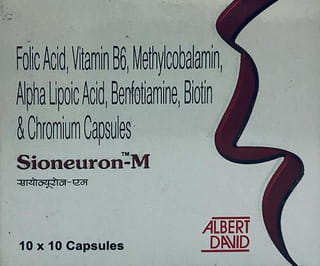 Folic Acid, Vitamin B6, Methylcobalamin,
Alpha Lipoic Acid, Benfotiamine, Biotin
& Chromium Capsules
Sioneuron™-M
सायोन्यूरोन-एम
10 x 10 Capsules
ALBERT
DAVID